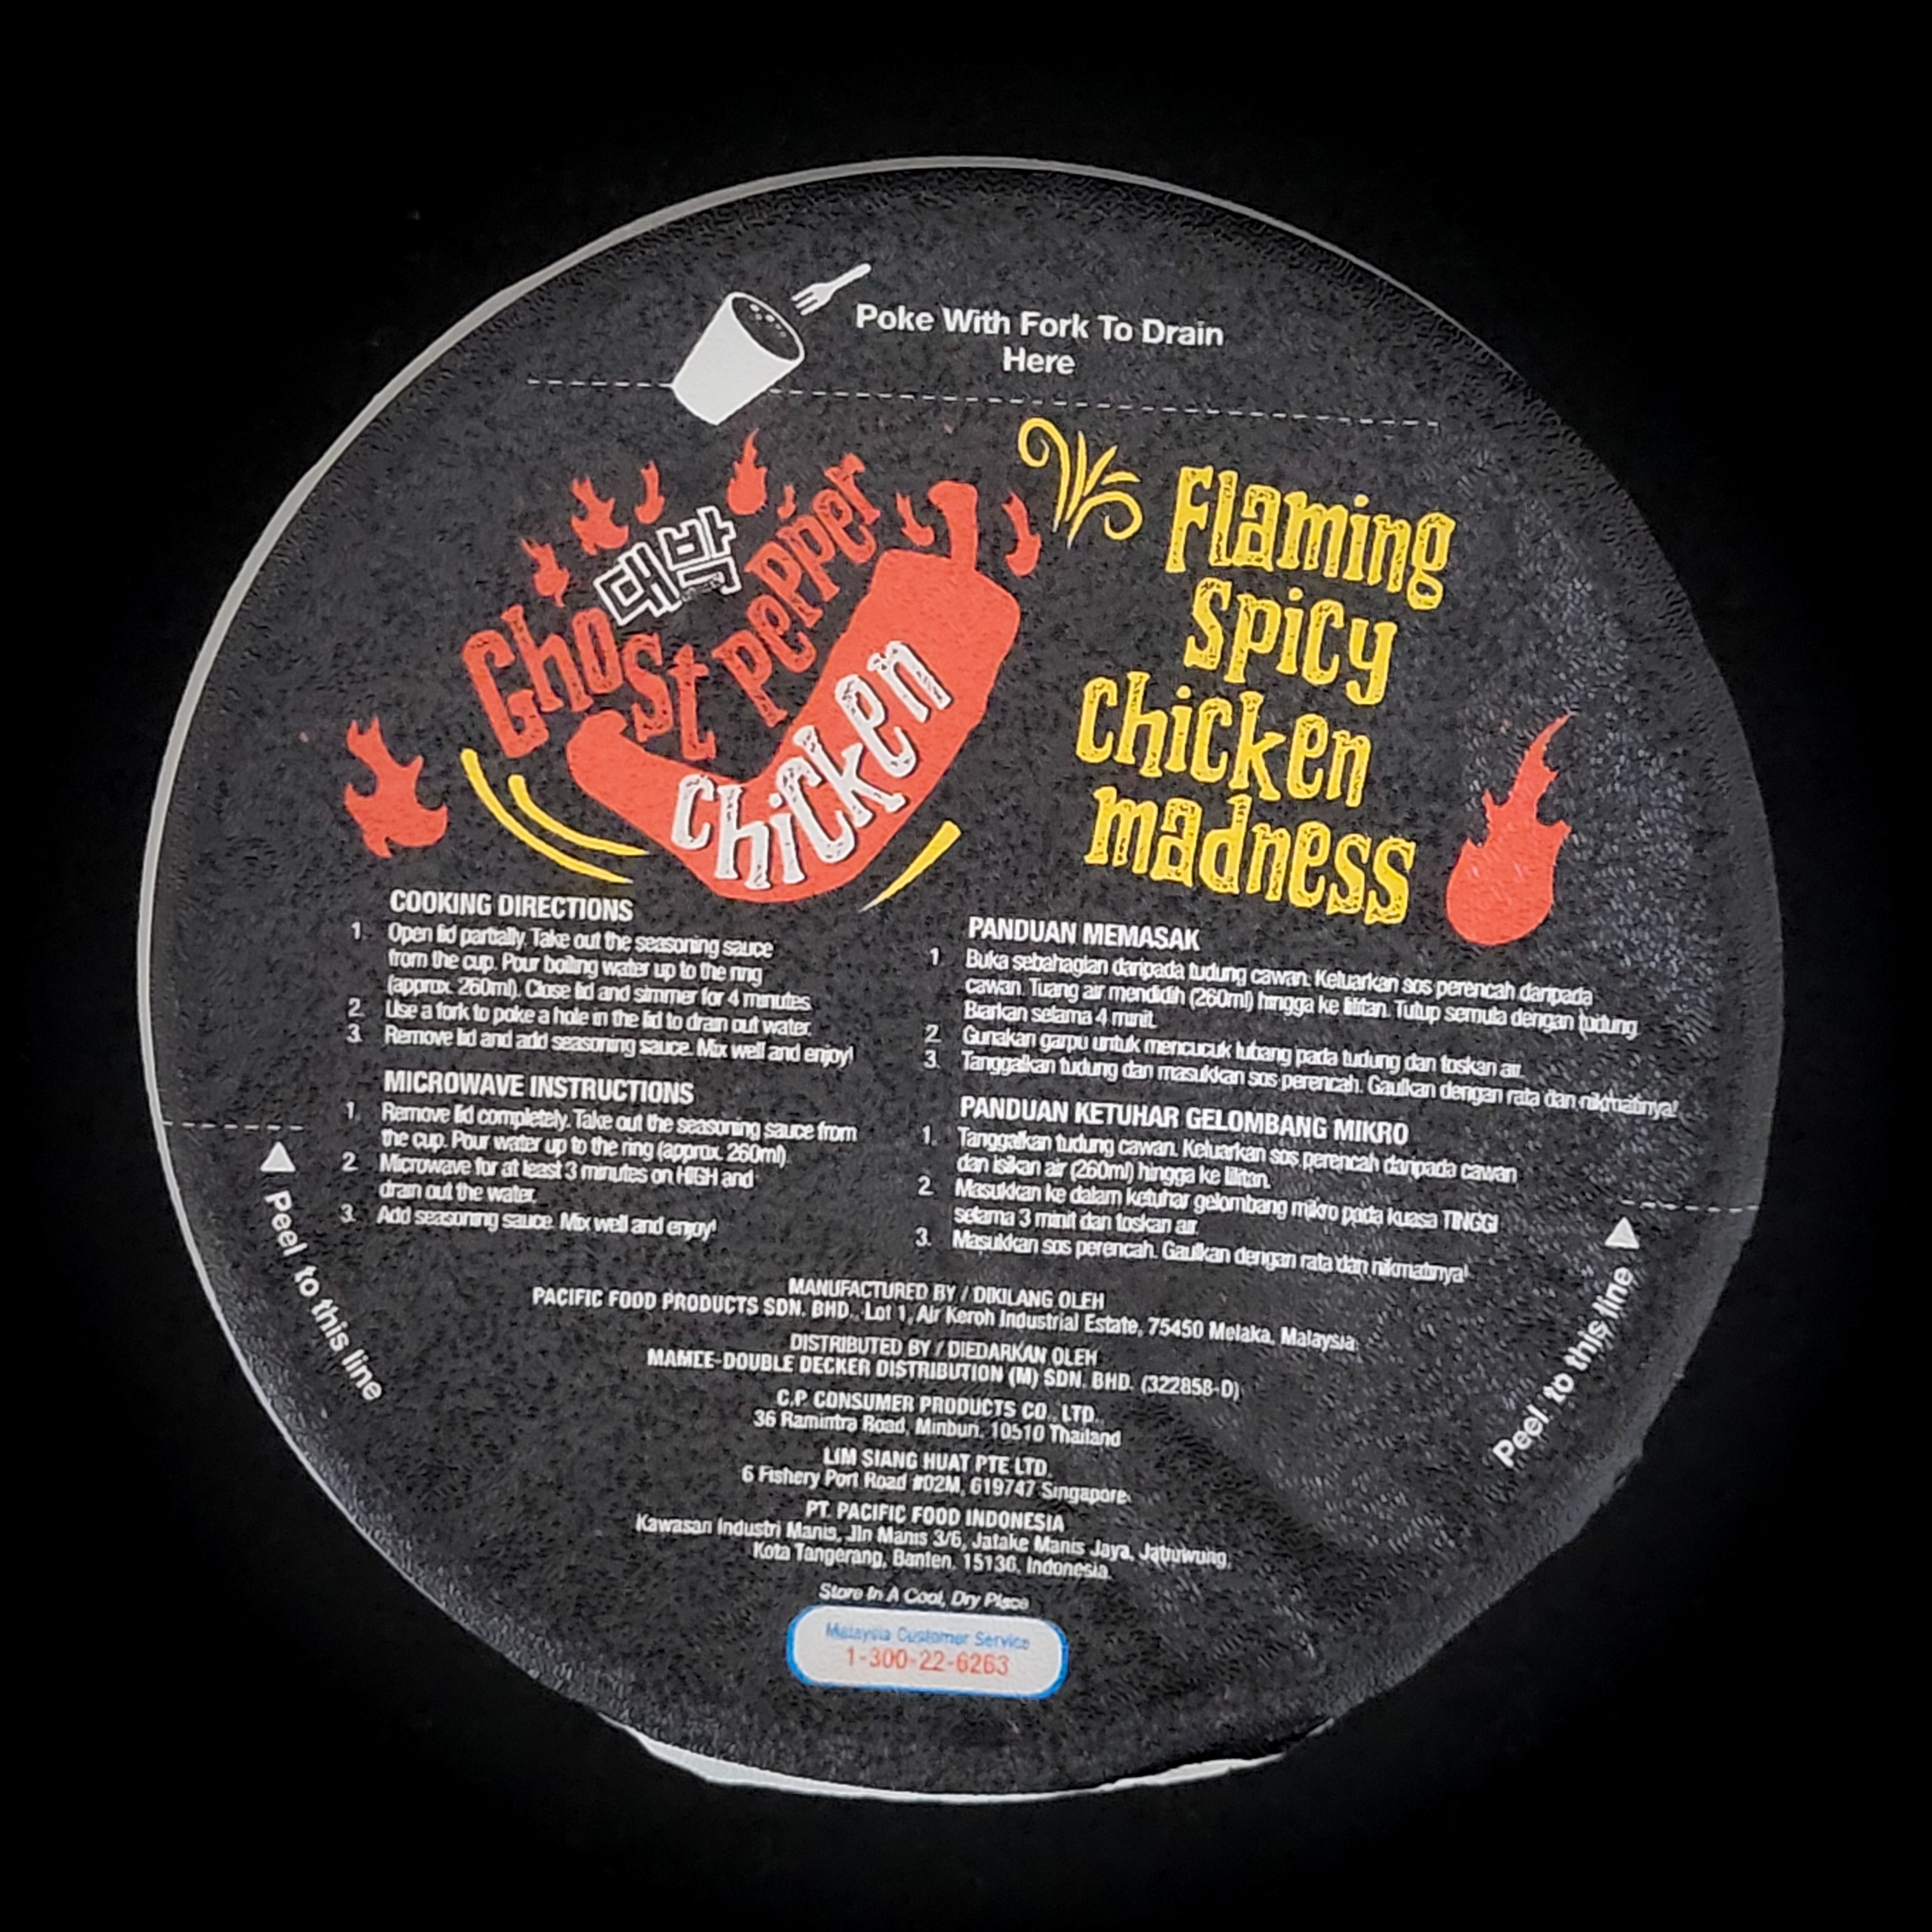 Poke With Fork To Drain
Here
대박
Ghost Pepper
Chicken
Flaming
Spicy
Chicken
madness
COOKING DIRECTIONS
1. Open lid partially. Take out the seasoning sauce
from the cup. Pour boiling water up to the ring
(approx. 260ml). Close lid and simmer for 4 minutes.
2. Use a fork to poke a hole in the lid to drain out water.
3. Remove lid and add seasoning sauce. Mix well and enjoy!
MICROWAVE INSTRUCTIONS
1. Remove lid completely. Take out the seasoning sauce from
the cup. Pour water up to the ring (approx. 260ml).
2. Microwave for at least 3 minutes on HIGH and
drain out the water.
3. Add seasoning sauce. Mix well and enjoy!
PANDUAN MEMASAK
1. Buka sebahagian daripada tudung cawan. Keluarkan sos perencah daripada
cawan. Tuang air mendidih (260ml) hingga ke lilitan. Tutup semula dengan tudung.
Biarkan selama 4 minit.
2. Gunakan garpu untuk mencucuk lubang pada tudung dan toskan air.
3. Tanggalkan tudung dan masukkan sos perencah. Gaulkan dengan rata dan nikmatinya!
PANDUAN KETUHAR GELOMBANG MIKRO
1. Tanggalkan tudung cawan. Keluarkan sos perencah daripada cawan
dan isikan air (260ml) hingga ke lilitan.
2. Masukkan ke dalam ketuhar gelombang mikro pada kuasa TINGGI
selama 3 minit dan toskan air.
3. Masukkan sos perencah. Gaulkan dengan rata dan nikmatinya!
Peel to this line
Peel to this line
MANUFACTURED BY / DIKILANG OLEH
PACIFIC FOOD PRODUCTS SDN. BHD., Lot 1, Air Keroh Industrial Estate, 75450 Melaka, Malaysia.
DISTRIBUTED BY / DIEDARKAN OLEH
MAMEE-DOUBLE DECKER DISTRIBUTION (M) SDN. BHD. (322858-D)
C.P. CONSUMER PRODUCTS CO., LTD.
36 Ramintra Road, Minburi, 10510 Thailand
LIM SIANG HUAT PTE LTD.
6 Fishery Port Road #02M, 619747 Singapore.
PT. PACIFIC FOOD INDONESIA
Kawasan Industri Manis, Jln Manis 3/6, Jatake Manis Jaya, Jatiuwung,
Kota Tangerang, Banten. 15136, Indonesia.
Store In A Cool, Dry Place
Malaysia Customer Service
1-300-22-6263